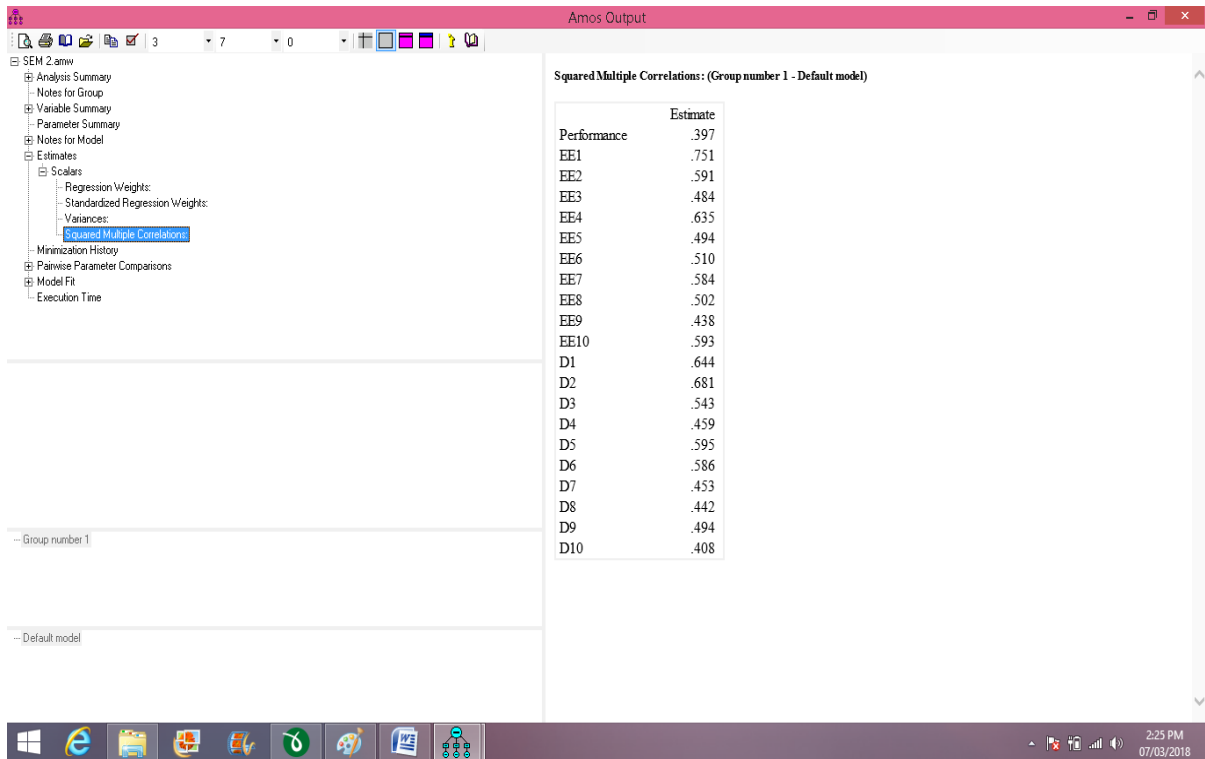 Amos Output
3 7 0
SEM 2.amw
Analysis Summary
Notes for Group
Variable Summary
Parameter Summary
Notes for Model
Estimates
Scalars
Regression Weights:
Standardized Regression Weights:
Variances:
Squared Multiple Correlations:
Minimization History
Pairwise Parameter Comparisons
Model Fit
Execution Time
Group number 1
Default model
Squared Multiple Correlations: (Group number 1 - Default model)
Estimate
Performance .397
EE1 .751
EE2 .591
EE3 .484
EE4 .635
EE5 .494
EE6 .510
EE7 .584
EE8 .502
EE9 .438
EE10 .593
D1 .644
D2 .681
D3 .543
D4 .459
D5 .595
D6 .586
D7 .453
D8 .442
D9 .494
D10 .408
2:25 PM
07/03/2018